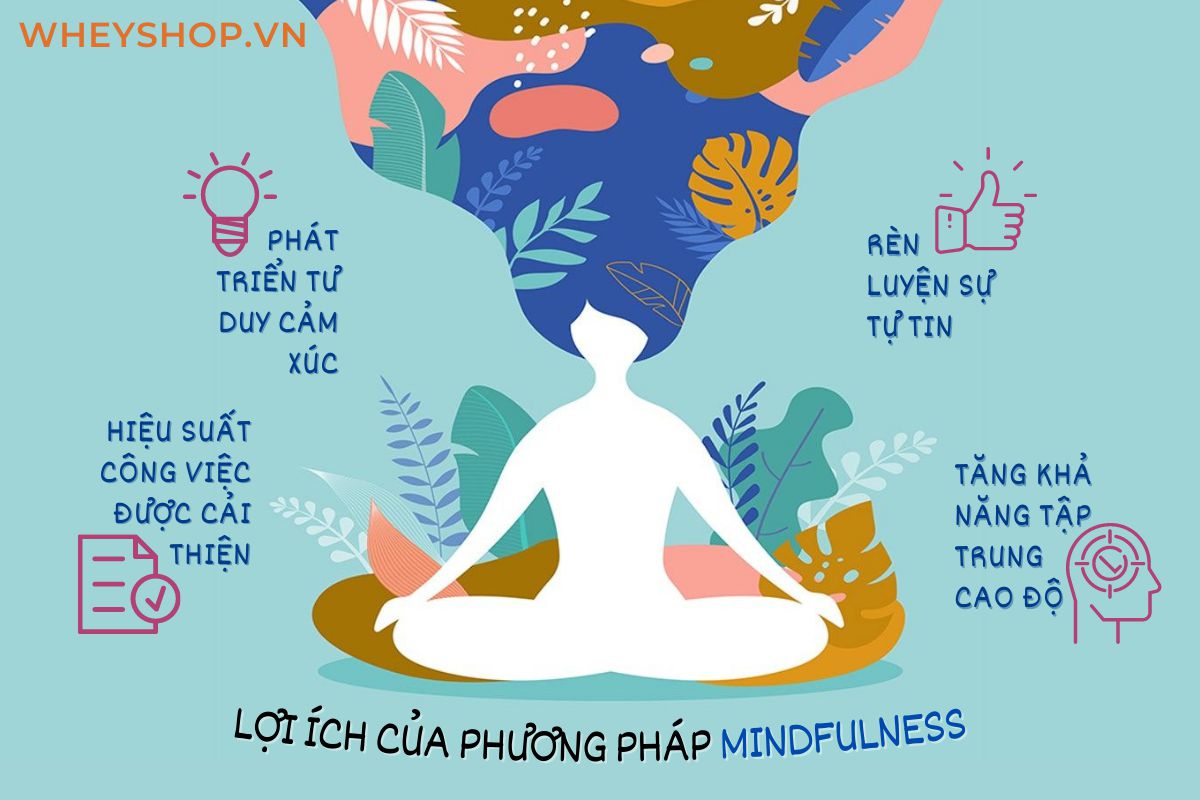 WHEYSHOP.VN
PHÁT
TRIỂN TƯ
DUY CẢM
XÚC
RÈN
LUYỆN SỰ
TỰ TIN
HIỆU SUẤT
CÔNG VIỆC
ĐƯỢC CẢI
THIỆN
TĂNG KHẢ
NĂNG TẬP
TRUNG
CAO ĐỘ
LỢI ÍCH CỦA PHƯƠNG PHÁP MINDFULNESS